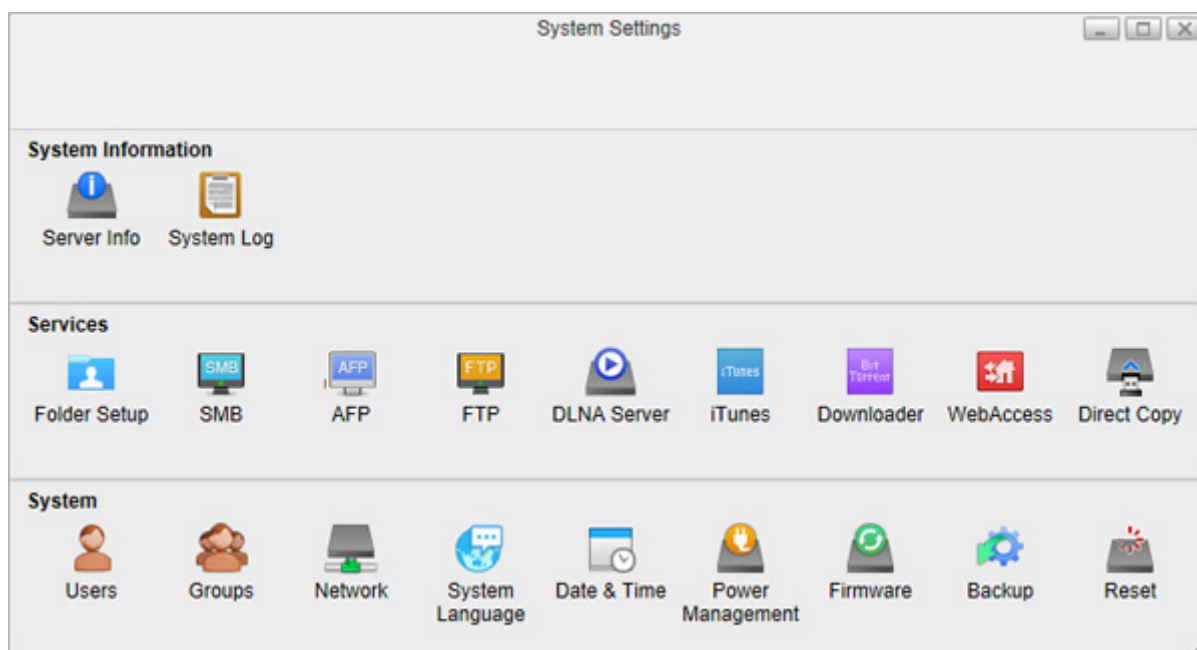 System Settings
System Information
Server Info
System Log
Services
SMB
AFP
FTP
iTunes
Bit
Torrent
Folder Setup
SMB
AFP
FTP
DLNA Server
iTunes
Downloader
WebAccess
Direct Copy
System
Users
Groups
Network
System
Language
Date & Time
Power
Management
Firmware
Backup
Reset